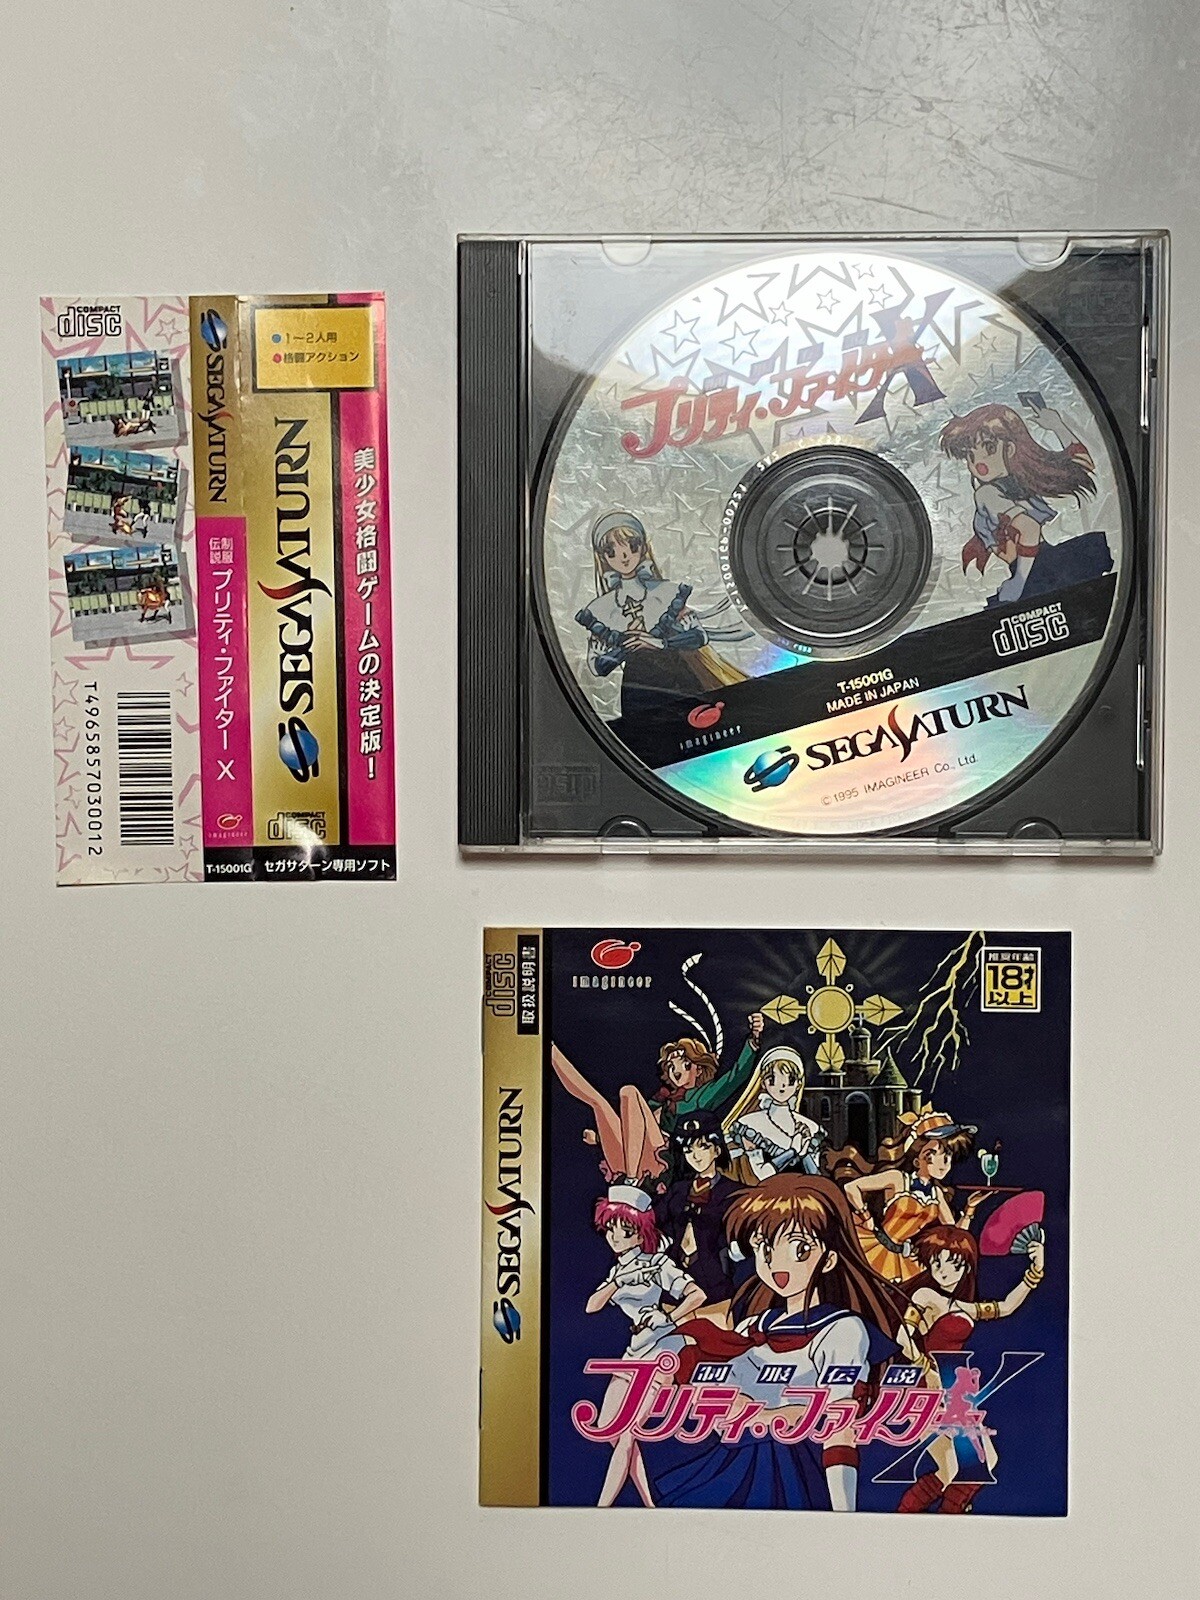 COMPACT
disc
T4965857030012
SEGA SATURN
制服
伝説
プリティ・ファイター X
imagineer
T-15001G
●1〜2人用
●格闘アクション
SEGA SATURN
COMPACT
disc
美少女格闘ゲームの決定版!
セガサターン専用ソフト
プリティ・ファイターX
COMPACT
disc
T-15001G
MADE IN JAPAN
imagineer
SEGA SATURN
©1995 IMAGINEER Co., Ltd.
COMPACT
disc
取扱説明書
SEGA SATURN
imagineer
推奨年齢
18才
以上
制服伝説
プリティ・ファイターX